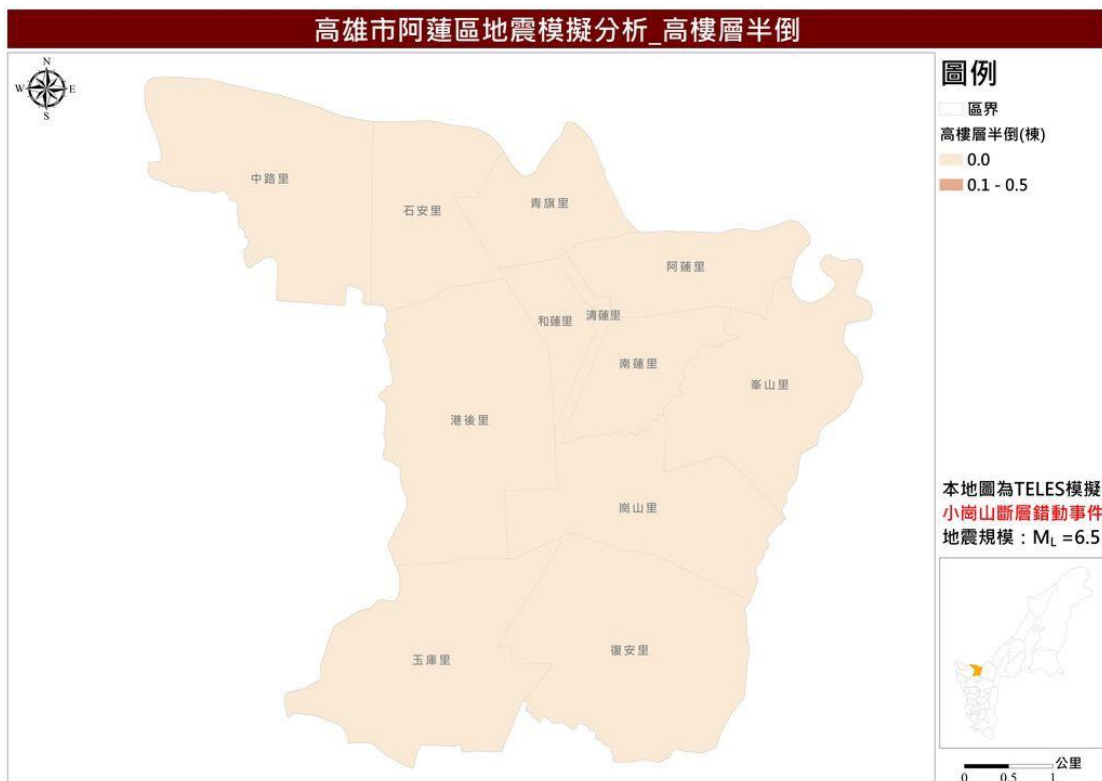 高雄市阿蓮區地震模擬分析_高樓層半倒
N
W E
S
圖例
區界
高樓層半倒(棟)
0.0
0.1 - 0.5
中路里
石安里
青旗里
阿蓮里
和蓮里
清蓮里
南蓮里
峯山里
港後里
崗山里
玉庫里
復安里
本地圖為TELES模擬
小崗山斷層錯動事件
地震規模：ML =6.5
公里
0 0.5 1